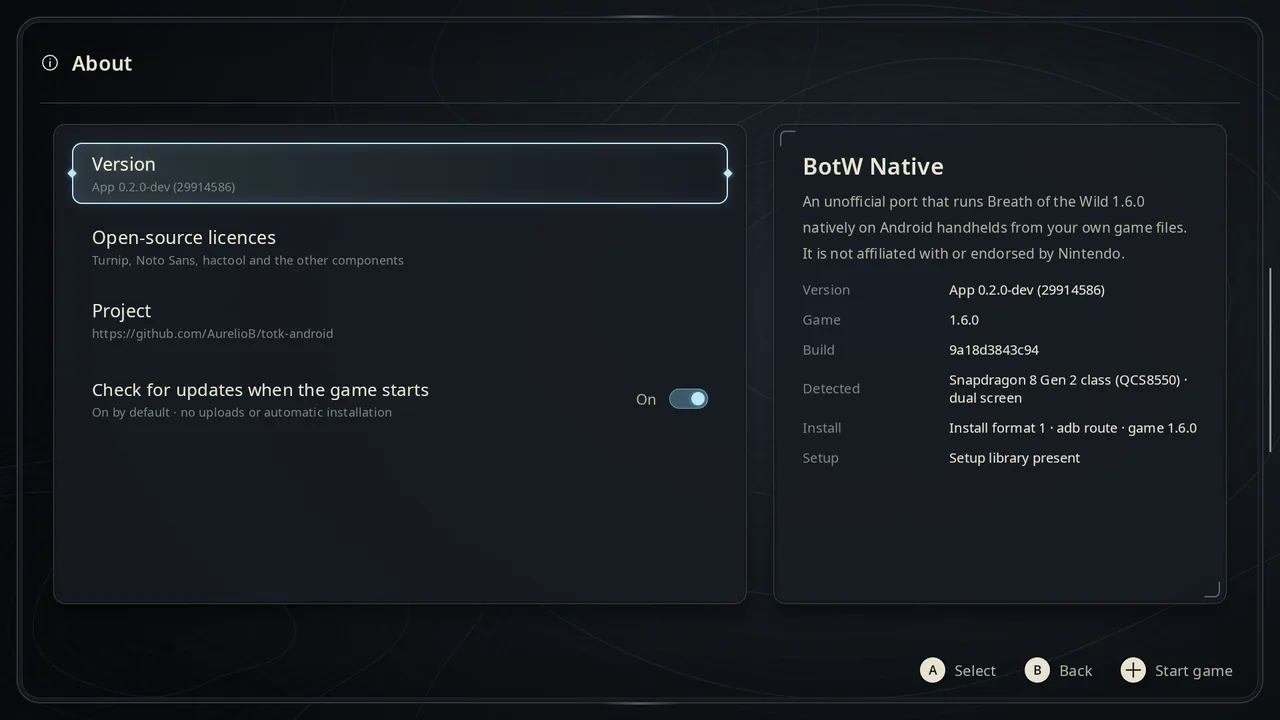 About
Version
App 0.2.0-dev (29914586)
Open-source licences
Turnip, Noto Sans, hactool and the other components
Project
https://github.com/AurelioB/totk-android
Check for updates when the game starts
On by default · no uploads or automatic installation
On
BotW Native
An unofficial port that runs Breath of the Wild 1.6.0
natively on Android handhelds from your own game files.
It is not affiliated with or endorsed by Nintendo.
Version App 0.2.0-dev (29914586)
Game 1.6.0
Build 9a18d3843c94
Detected Snapdragon 8 Gen 2 class (QCS8550) ·
dual screen
Install Install format 1 · adb route · game 1.6.0
Setup Setup library present
A Select B Back Start game